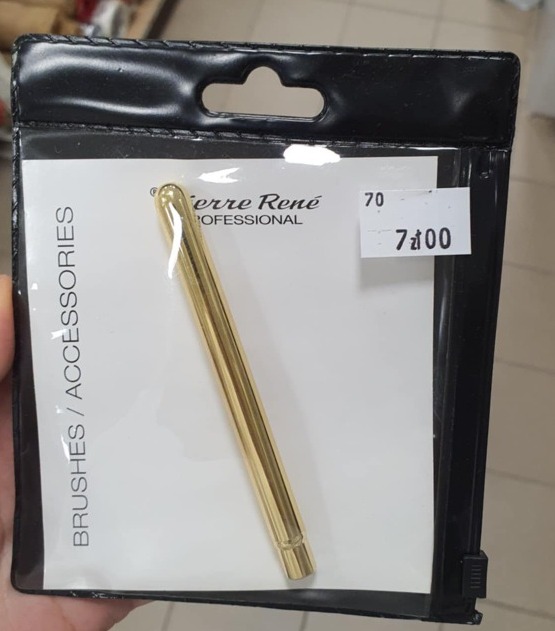 ierre René
ROFESSIONAL
BRUSHES / ACCESSORIES
70
7zł00